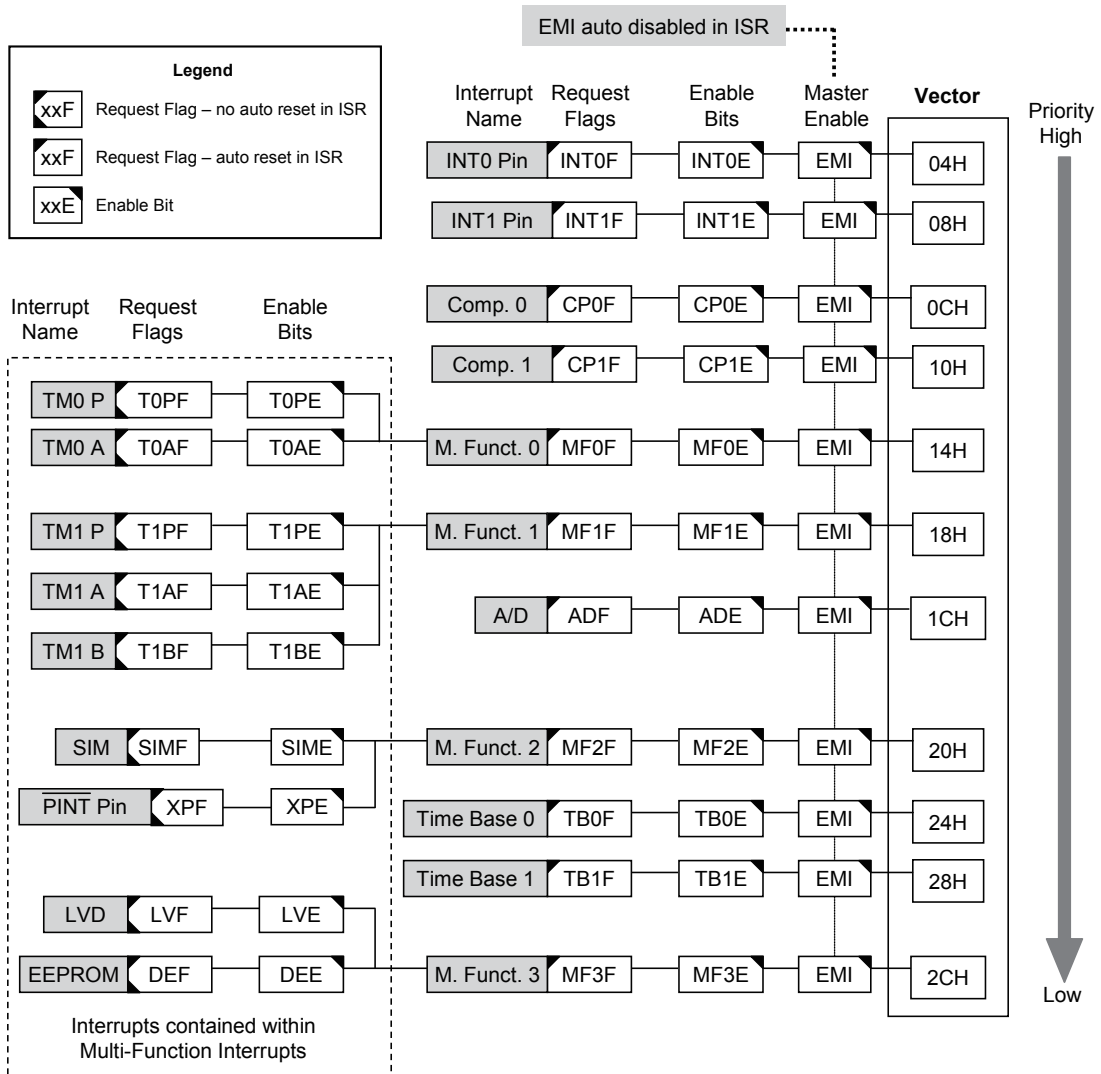 EMI auto disabled in ISR
Legend
xxF Request Flag – no auto reset in ISR
xxF Request Flag – auto reset in ISR
xxE Enable Bit
Interrupt Name Request Flags Enable Bits Master Enable Vector Priority High
INT0 Pin INT0F INT0E EMI 04H
INT1 Pin INT1F INT1E EMI 08H
Comp. 0 CP0F CP0E EMI 0CH
Comp. 1 CP1F CP1E EMI 10H
Interrupt Name Request Flags Enable Bits
TM0 P T0PF T0PE
TM0 A T0AF T0AE M. Funct. 0 MF0F MF0E EMI 14H
TM1 P T1PF T1PE M. Funct. 1 MF1F MF1E EMI 18H
TM1 A T1AF T1AE A/D ADF ADE EMI 1CH
TM1 B T1BF T1BE
SIM SIMF SIME M. Funct. 2 MF2F MF2E EMI 20H
PINT Pin XPF XPE Time Base 0 TB0F TB0E EMI 24H
Time Base 1 TB1F TB1E EMI 28H
LVD LVF LVE
EEPROM DEF DEE M. Funct. 3 MF3F MF3E EMI 2CH
Low
Interrupts contained within
Multi-Function Interrupts